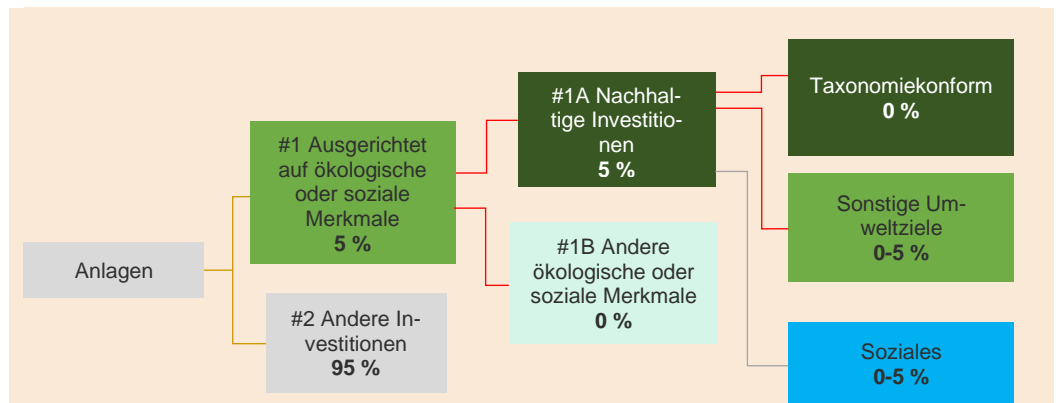 Anlagen
#1 Ausgerichtet
auf ökologische
oder soziale
Merkmale
5 %
#2 Andere In-
vestitionen
95 %
#1A Nachhal-
tige Investitio-
nen
5 %
#1B Andere
ökologische oder
soziale Merkmale
0 %
Taxonomiekonform
0 %
Sonstige Um-
weltziele
0-5 %
Soziales
0-5 %